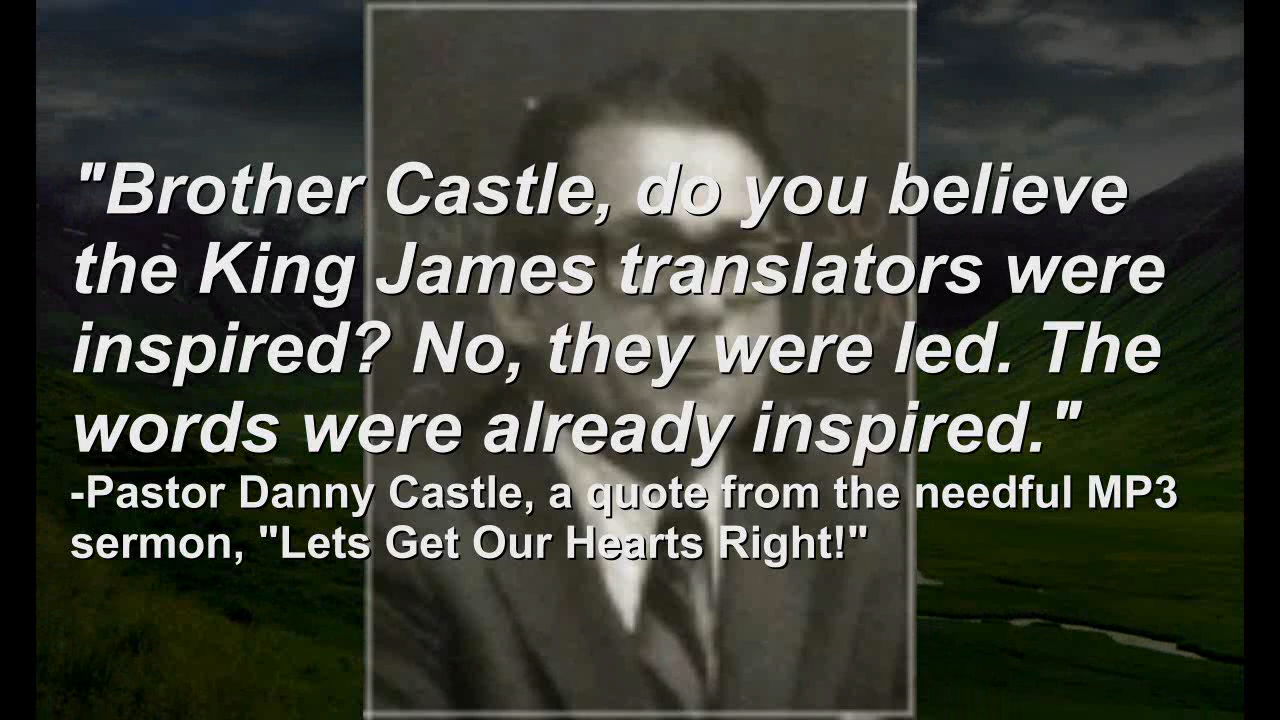 "Brother Castle, do you believe
the King James translators were
inspired? No, they were led. The
words were already inspired."
-Pastor Danny Castle, a quote from the needful MP3
sermon, "Lets Get Our Hearts Right!"